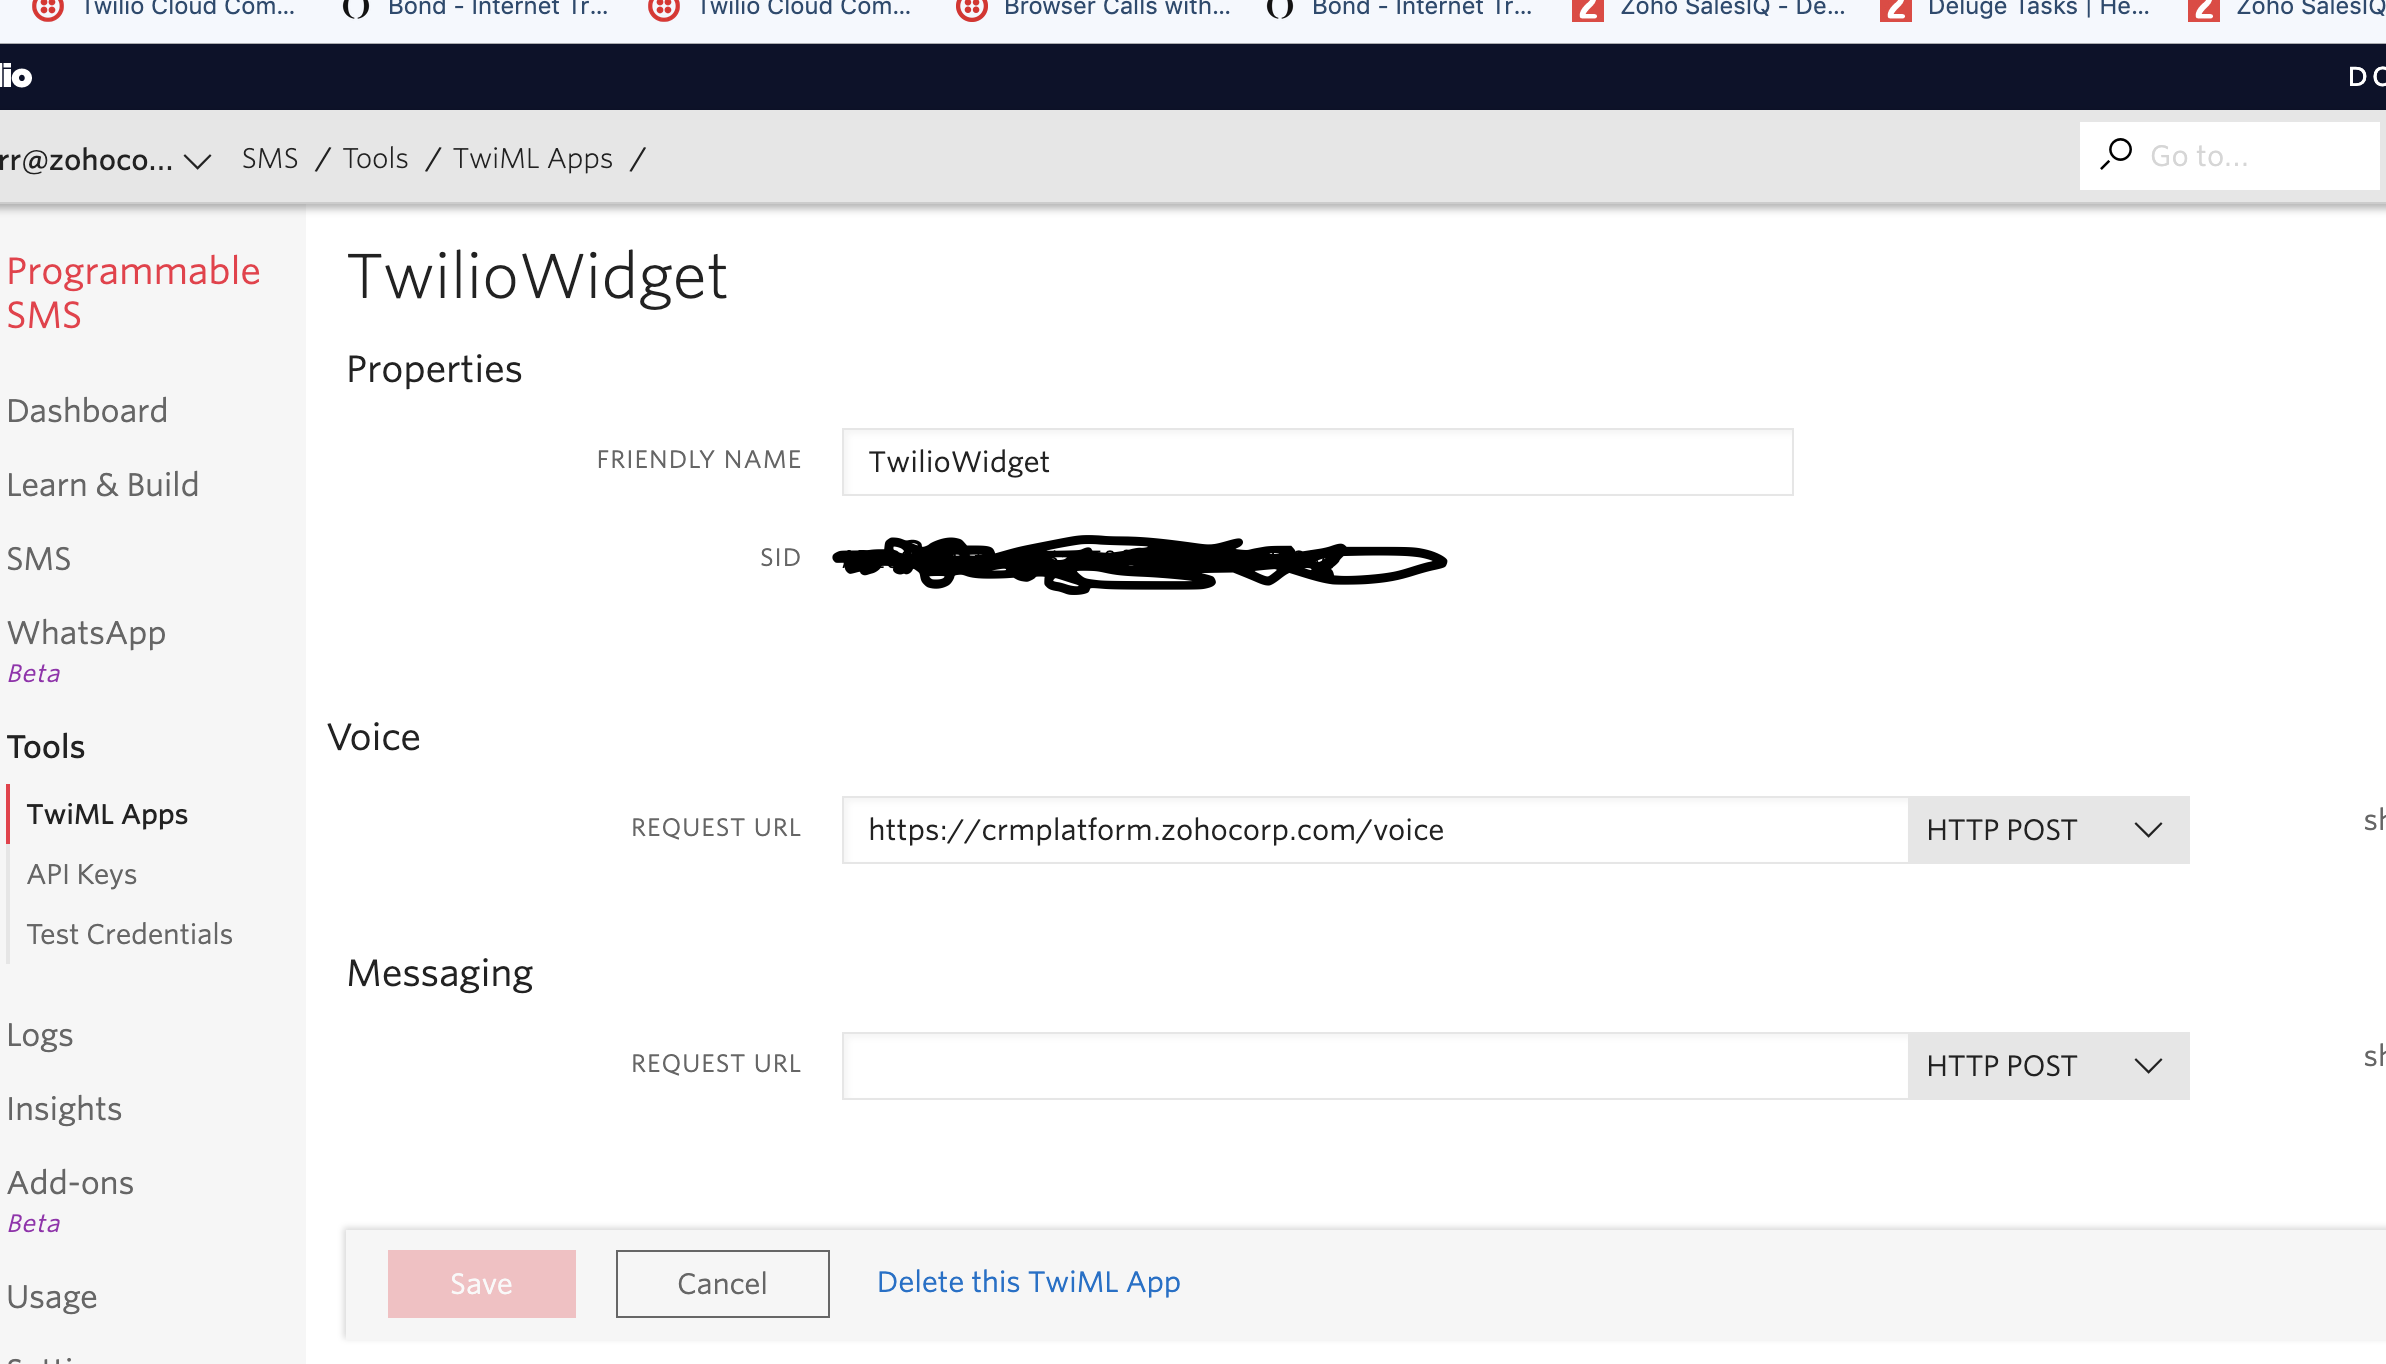 Twilio Cloud Com...
Bond - Internet Tr...
Twilio Cloud Com...
Browser Calls with...
Bond - Internet Tr...
Zoho SalesIQ - De...
Deluge Tasks | He...
Zoho SalesIQ
lio
DO
rr@zohoco...
SMS / Tools / TwiML Apps /
Go to...
Programmable
SMS
Dashboard
Learn & Build
SMS
WhatsApp
Beta
Tools
TwiML Apps
API Keys
Test Credentials
Logs
Insights
Add-ons
Beta
Usage
TwilioWidget
Properties
FRIENDLY NAME
TwilioWidget
SID
Voice
REQUEST URL
https://crmplatform.zohocorp.com/voice
HTTP POST
sh
Messaging
REQUEST URL
HTTP POST
sh
Save
Cancel
Delete this TwiML App